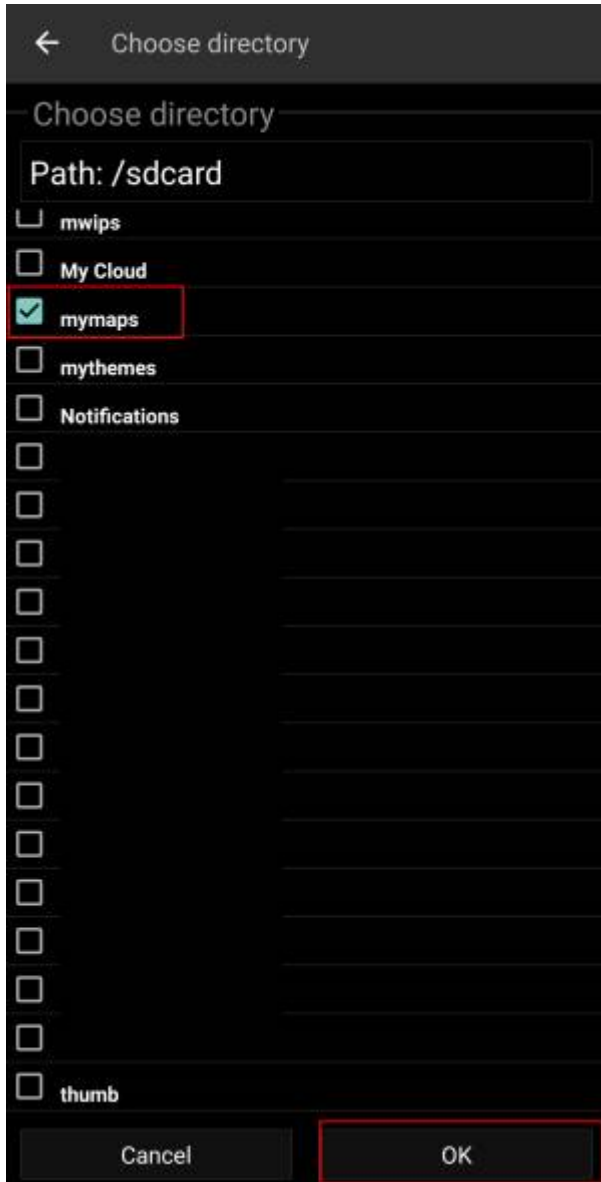 Choose directory
Choose directory
Path: /sdcard
mwips
My Cloud
mymaps
mythemes
Notifications
thumb
Cancel OK